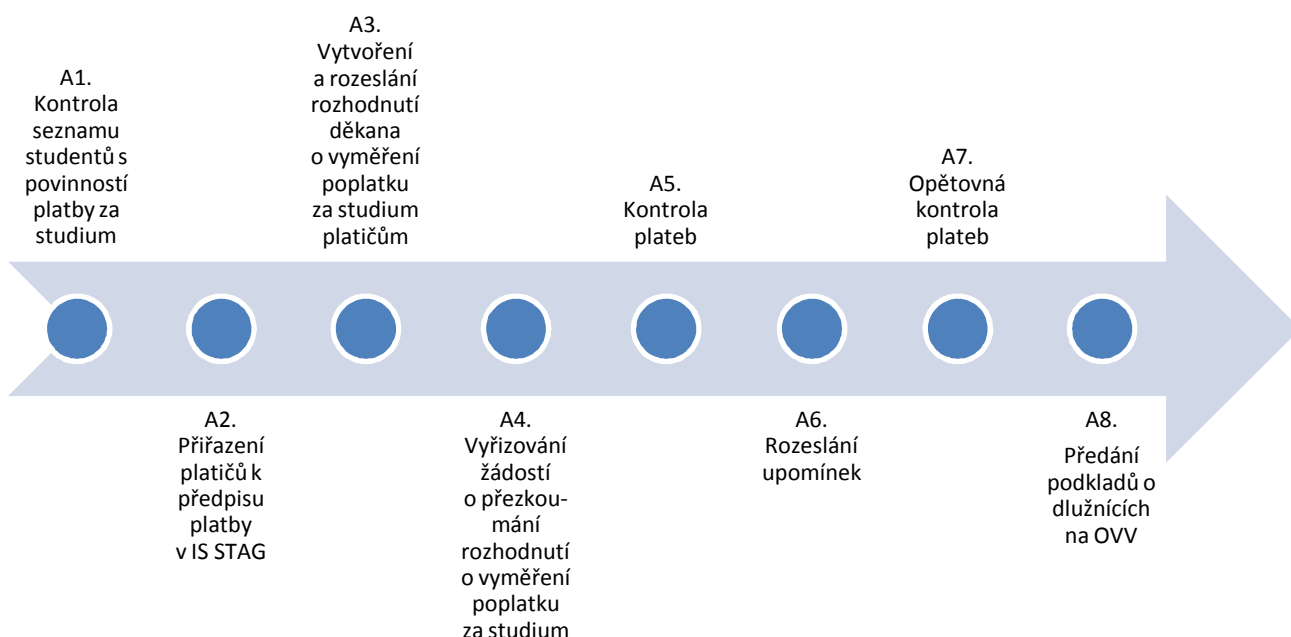 A1.
Kontrola
seznamu
studentů s
povinností
platby za
studium
A2.
Přiřazení
platičů k
předpisu
platby
v IS STAG
A3.
Vytvoření
a rozeslání
rozhodnutí
děkana
o vyměření
poplatku
za studium
platičům
A4.
Vyřizování
žádostí
o přezkou-
mání
rozhodnutí
o vyměření
poplatku
za studium
A5.
Kontrola
plateb
A6.
Rozeslání
upomínek
A7.
Opětovná
kontrola
plateb
A8.
Předání
podkladů o
dlužnících
na OVV